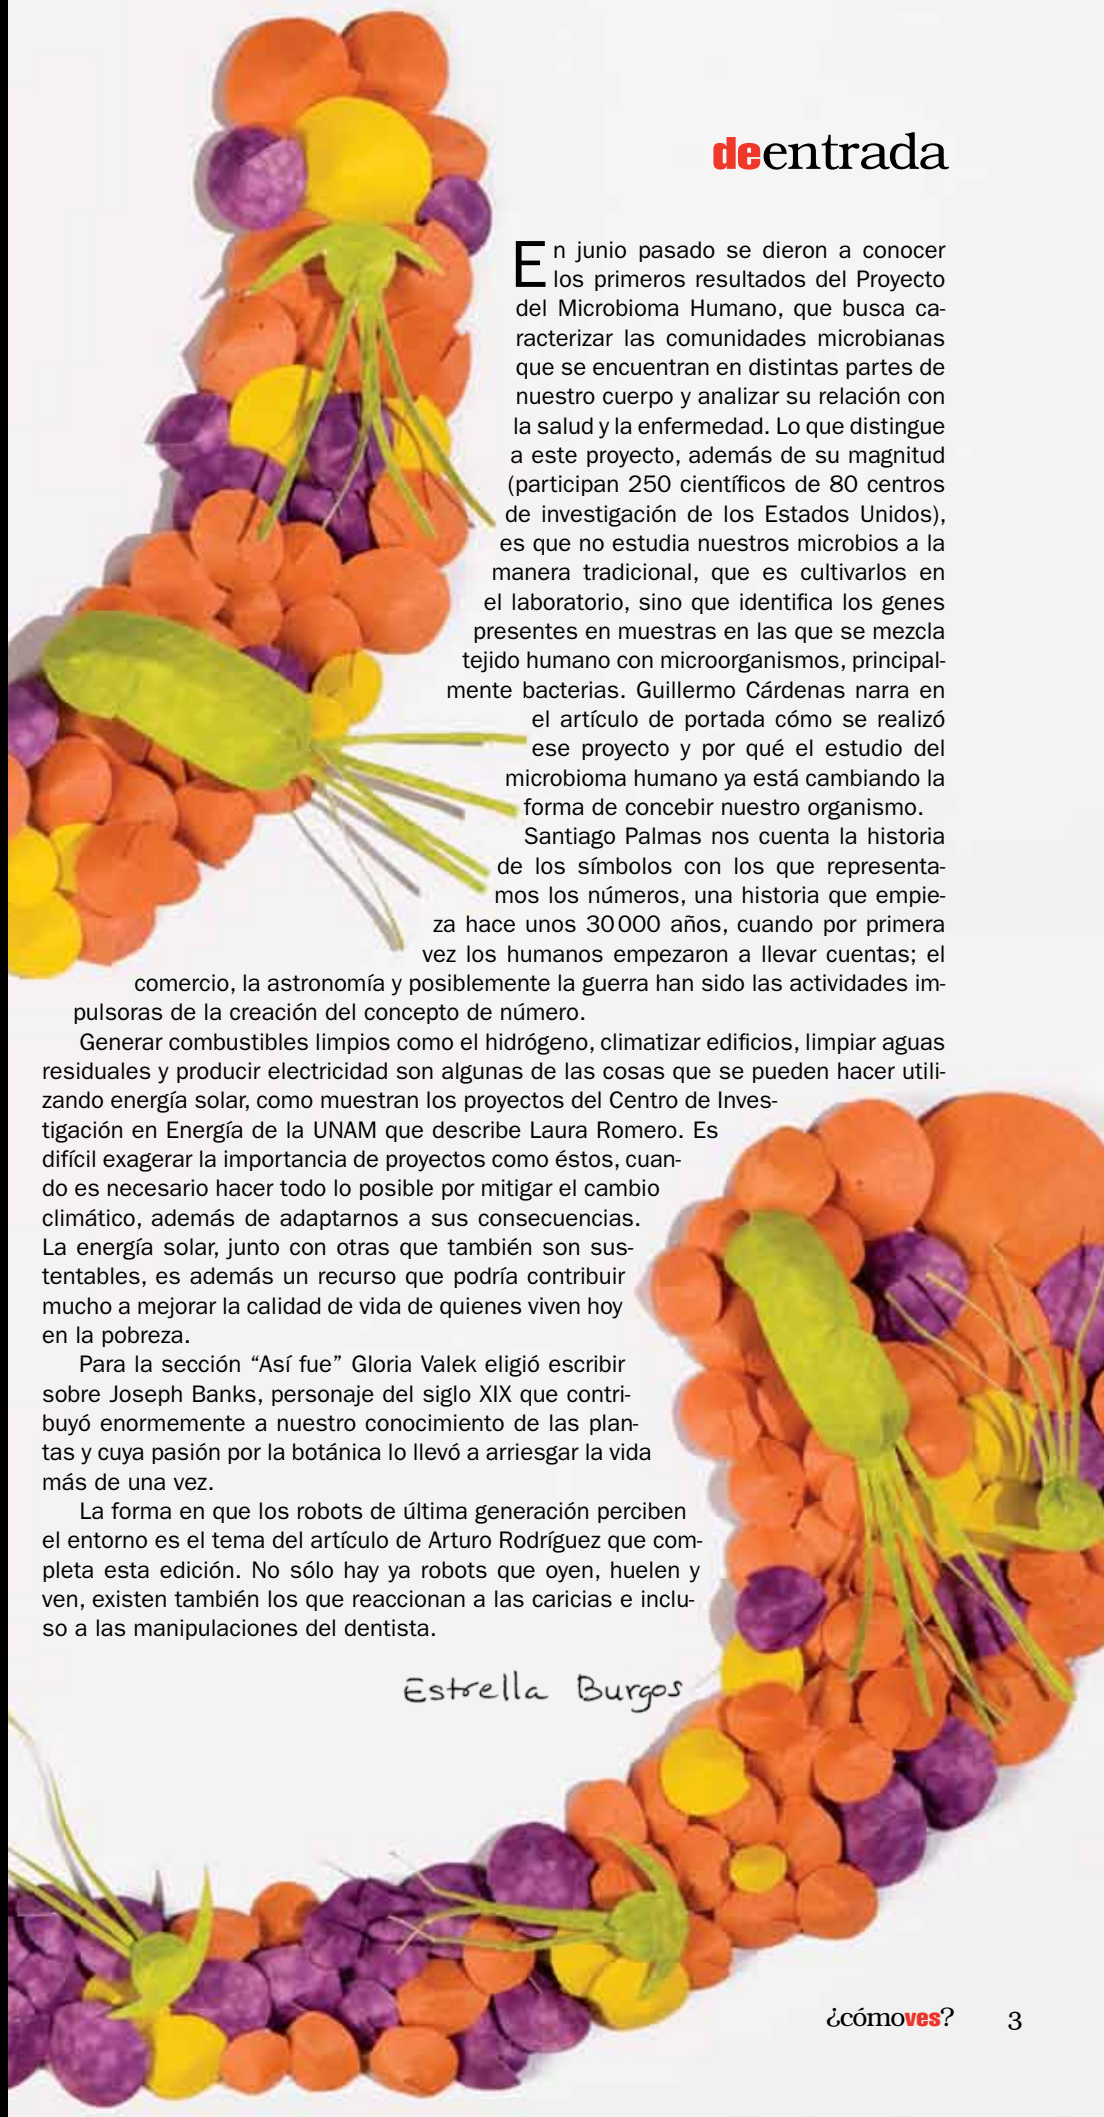 deentrada
En junio pasado se dieron a conocer
los primeros resultados del Proyecto
del Microbioma Humano, que busca ca-
racterizar las comunidades microbianas
que se encuentran en distintas partes de
nuestro cuerpo y analizar su relación con
la salud y la enfermedad. Lo que distingue
a este proyecto, además de su magnitud
(participan 250 científicos de 80 centros
de investigación de los Estados Unidos),
es que no estudia nuestros microbios a la
manera tradicional, que es cultivarlos en
el laboratorio, sino que identifica los genes
presentes en muestras en las que se mezcla
tejido humano con microorganismos, principal-
mente bacterias. Guillermo Cárdenas narra en
el artículo de portada cómo se realizó
ese proyecto y por qué el estudio del
microbioma humano ya está cambiando la
forma de concebir nuestro organismo.
Santiago Palmas nos cuenta la historia
de los símbolos con los que representa-
mos los números, una historia que empie-
za hace unos 30 000 años, cuando por primera
vez los humanos empezaron a llevar cuentas; el
comercio, la astronomía y posiblemente la guerra han sido las actividades im-
pulsoras de la creación del concepto de número.
Generar combustibles limpios como el hidrógeno, climatizar edificios, limpiar aguas
residuales y producir electricidad son algunas de las cosas que se pueden hacer utili-
zando energía solar, como muestran los proyectos del Centro de Inves-
tigación en Energía de la UNAM que describe Laura Romero. Es
difícil exagerar la importancia de proyectos como éstos, cuan-
do es necesario hacer todo lo posible por mitigar el cambio
climático, además de adaptarnos a sus consecuencias.
La energía solar, junto con otras que también son sus-
tentables, es además un recurso que podría contribuir
mucho a mejorar la calidad de vida de quienes viven hoy
en la pobreza.
Para la sección “Así fue” Gloria Valek eligió escribir
sobre Joseph Banks, personaje del siglo XIX que contri-
buyó enormemente a nuestro conocimiento de las plan-
tas y cuya pasión por la botánica lo llevó a arriesgar la vida
más de una vez.
La forma en que los robots de última generación perciben
el entorno es el tema del artículo de Arturo Rodríguez que com-
pleta esta edición. No sólo hay ya robots que oyen, huelen y
ven, existen también los que reaccionan a las caricias e inclu-
so a las manipulaciones del dentista.
Estrella Burgos
¿cómoves? 3